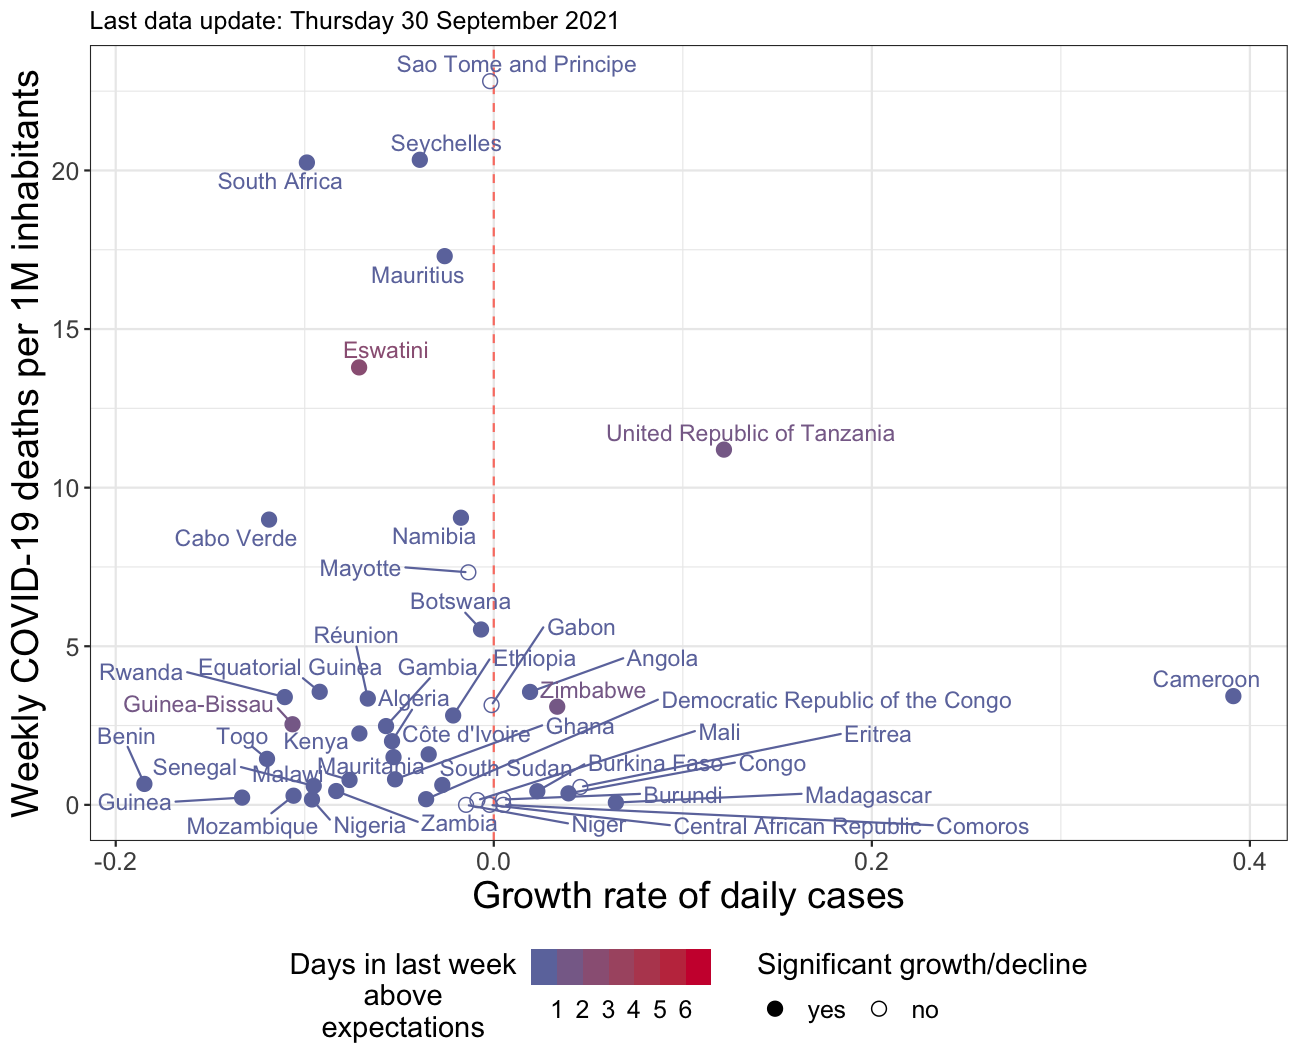 Last data update: Thursday 30 September 2021
Weekly COVID-19 deaths per 1M inhabitants
20
15
10
5
0
Sao Tome and Principe
Seychelles
South Africa
Mauritius
Eswatini
United Republic of Tanzania
Cabo Verde
Namibia
Mayotte
Botswana
Gabon
Réunion
Ethiopia
Angola
Rwanda
Equatorial Guinea
Gambia
Cameroon
Zimbabwe
Guinea-Bissau
Algeria
Democratic Republic of the Congo
Benin
Togo
Kenya
Côte d'Ivoire
Ghana
Mali
Eritrea
Senegal
Malawi
Mauritania
South Sudan
Burkina Faso
Congo
Guinea
Burundi
Madagascar
Mozambique
Nigeria
Zambia
Niger
Central African Republic
Comoros
-0.2
0.0
0.2
0.4
Growth rate of daily cases
Days in last week
above
expectations
1 2 3 4 5 6
Significant growth/decline
yes
no